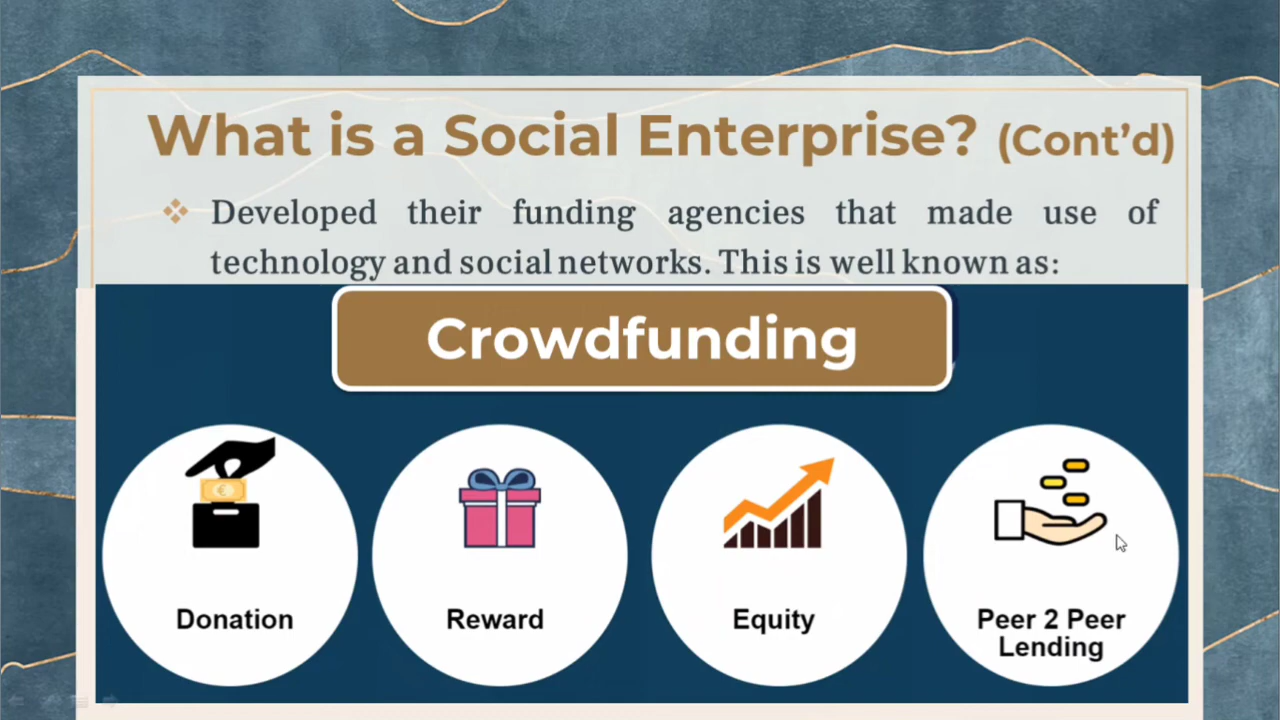 What is a Social Enterprise? (Cont’d)
Developed their funding agencies that made use of
technology and social networks. This is well known as:
Crowdfunding
Donation
Reward
Equity
Peer 2 Peer
Lending